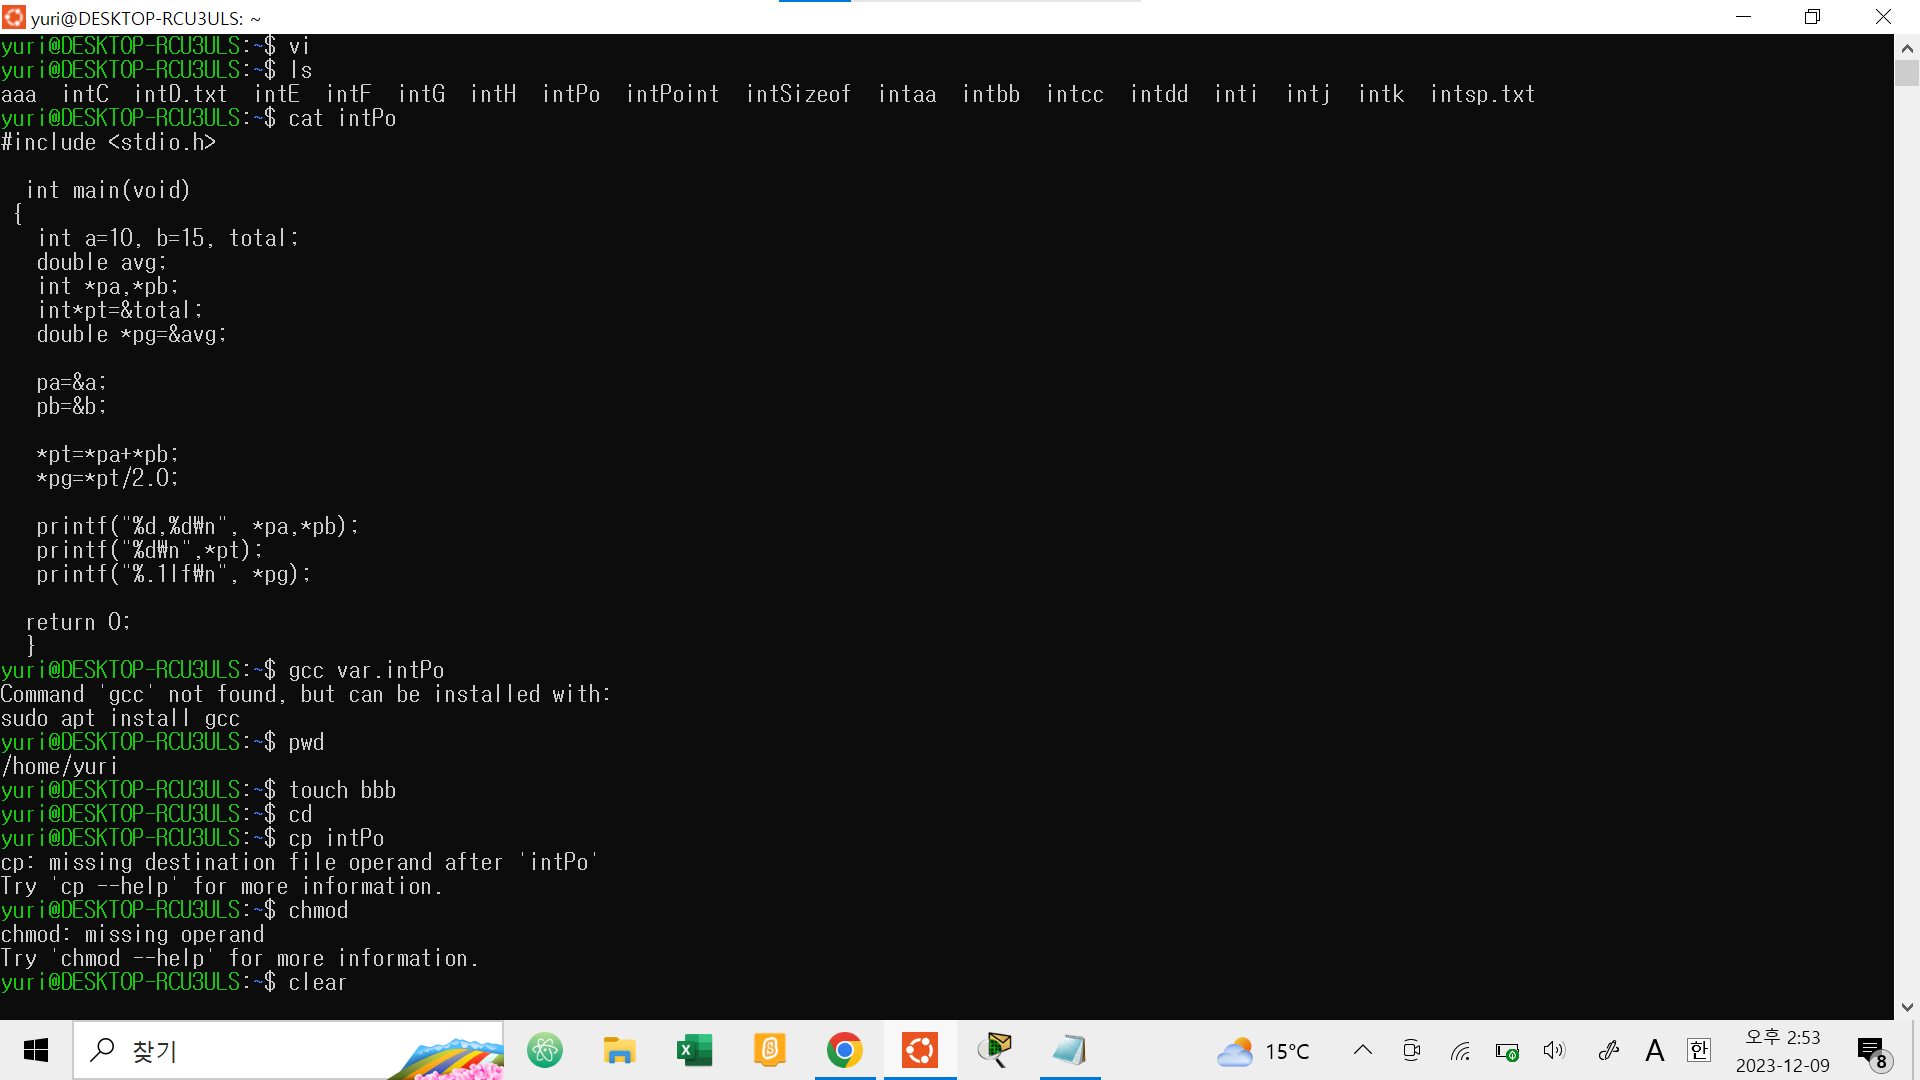 yuri@DESKTOP-RCU3ULS: ~
yuri@DESKTOP-RCU3ULS:~$ vi
yuri@DESKTOP-RCU3ULS:~$ ls
aaa  intC  intD.txt  intE  intF  intG  intH  intPo  intPoint  intSizeof  intaa  intbb  intcc  intdd  inti  intj  intk  intsp.txt
yuri@DESKTOP-RCU3ULS:~$ cat intPo
#include <stdio.h>
int main(void)
{
int a=10, b=15, total;
double avg;
int *pa,*pb;
int*pt=&total;
double *pg=&avg;
pa=&a;
pb=&b;
*pt=*pa+*pb;
*pg=*pt/2.0;
printf("%d,%d₩n", *pa,*pb);
printf("%d₩n",*pt);
printf("%.1lf₩n", *pg);
return 0;
}
yuri@DESKTOP-RCU3ULS:~$ gcc var.intPo
Command 'gcc' not found, but can be installed with:
sudo apt install gcc
yuri@DESKTOP-RCU3ULS:~$ pwd
/home/yuri
yuri@DESKTOP-RCU3ULS:~$ touch bbb
yuri@DESKTOP-RCU3ULS:~$ cd
yuri@DESKTOP-RCU3ULS:~$ cp intPo
cp: missing destination file operand after 'intPo'
Try 'cp --help' for more information.
yuri@DESKTOP-RCU3ULS:~$ chmod
chmod: missing operand
Try 'chmod --help' for more information.
yuri@DESKTOP-RCU3ULS:~$ clear
찾기
15°C
A
한
오후 2:53
2023-12-09
8